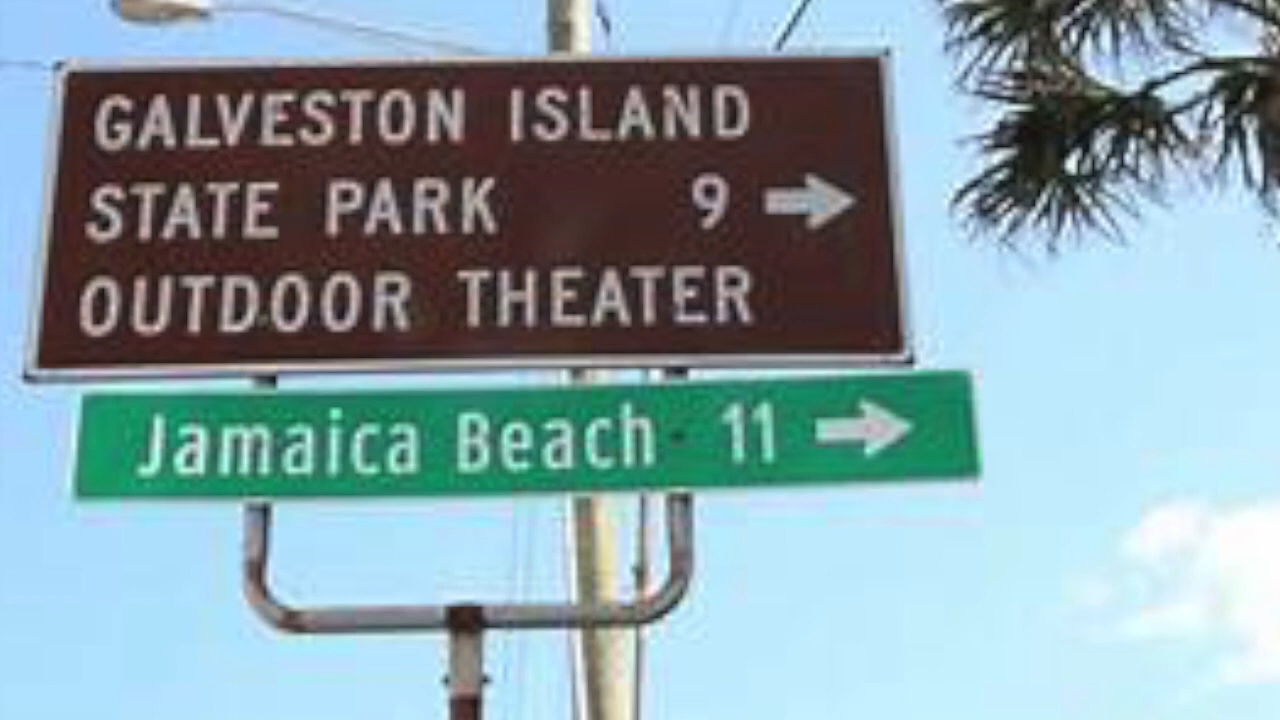 GALVESTON ISLAND
STATE PARK 9
OUTDOOR THEATER
Jamaica Beach 11